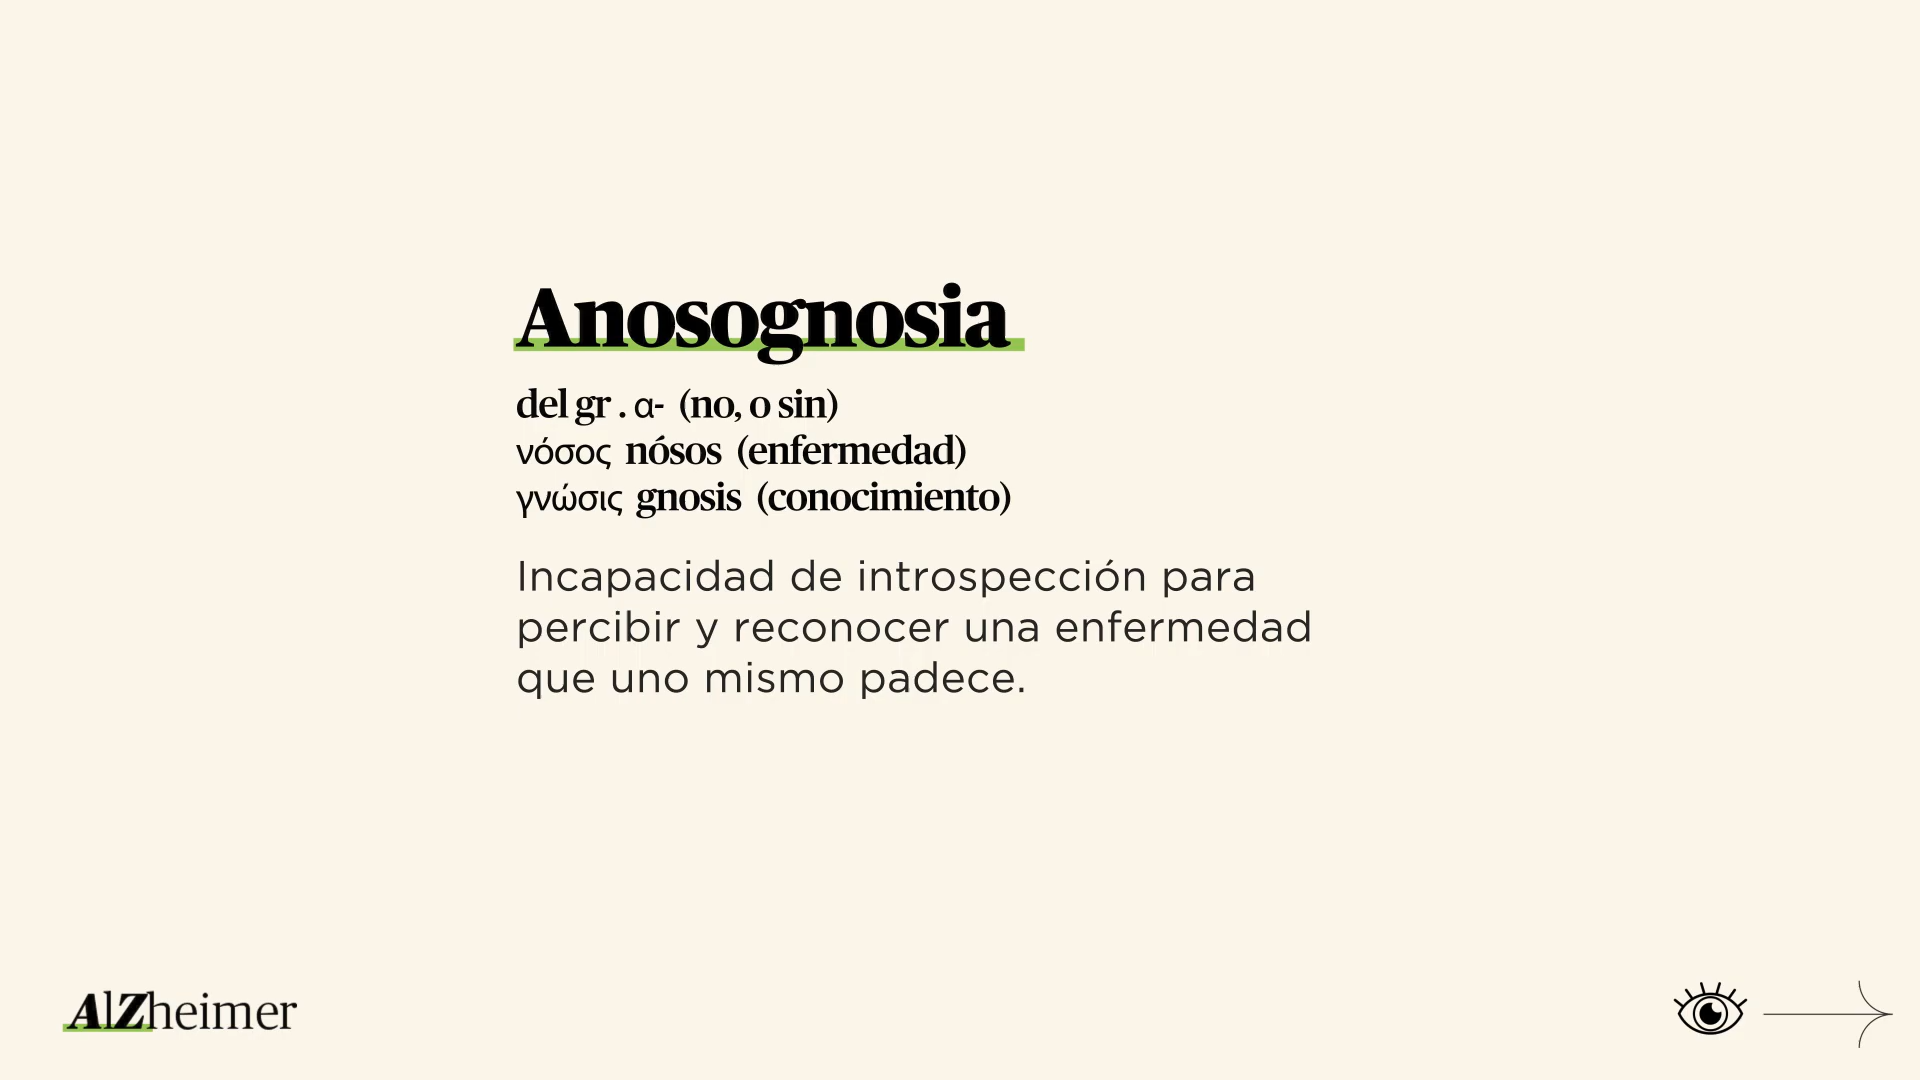 Anosognosia
del gr . α- (no, o sin)
νόσος nósos (enfermedad)
γνώσις gnosis (conocimiento)
Incapacidad de introspección para
percibir y reconocer una enfermedad
que uno mismo padece.
AlZheimer